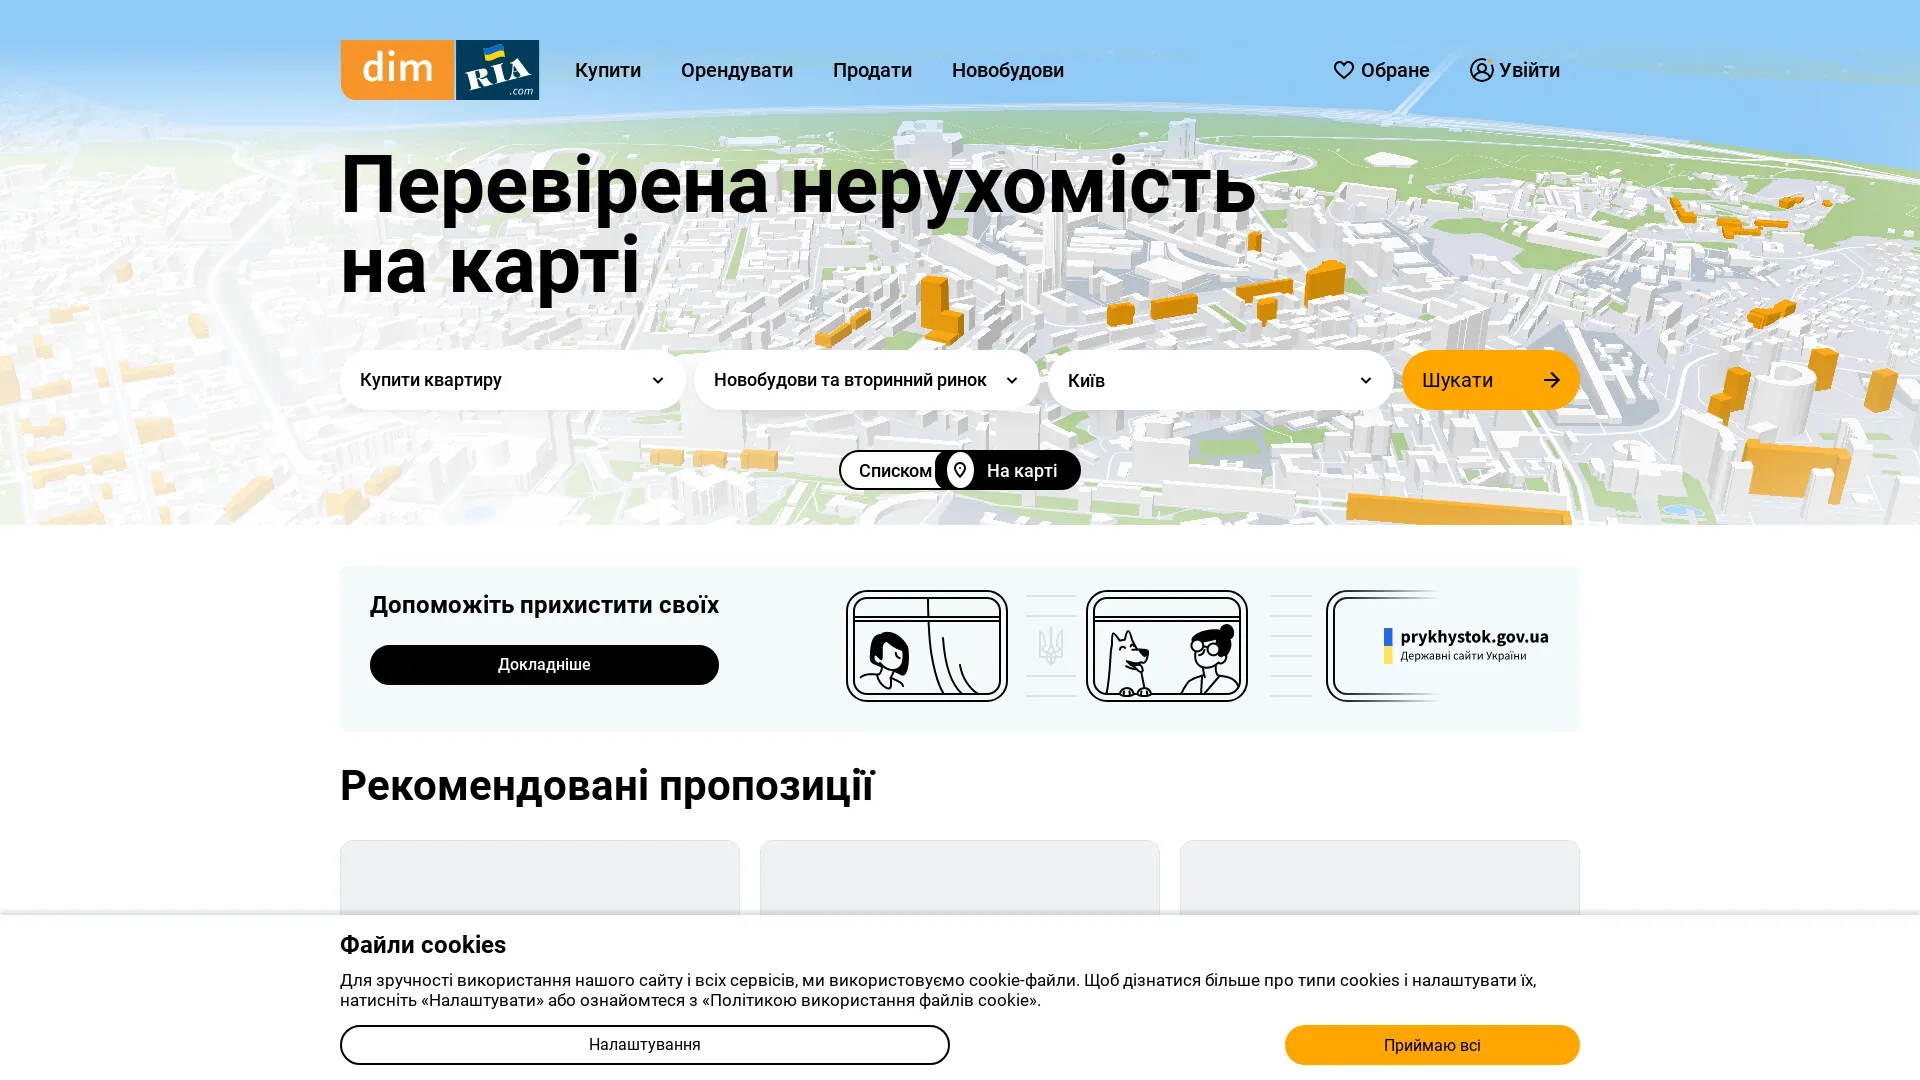 dim RIA .com
Купити Орендувати Продати Новобудови Обране Увійти
Перевірена нерухомість
на карті
Купити квартиру Новобудови та вторинний ринок Київ Шукати
Списком На карті
Допоможіть прихистити своїх
Докладніше
prykhystok.gov.ua
Державні сайти України
Рекомендовані пропозиції
Файли cookies
Для зручності використання нашого сайту і всіх сервісів, ми використовуємо cookie-файли. Щоб дізнатися більше про типи cookies і налаштувати їх,
натисніть «Налаштувати» або ознайомтеся з «Політикою використання файлів cookie».
Налаштування Приймаю всі